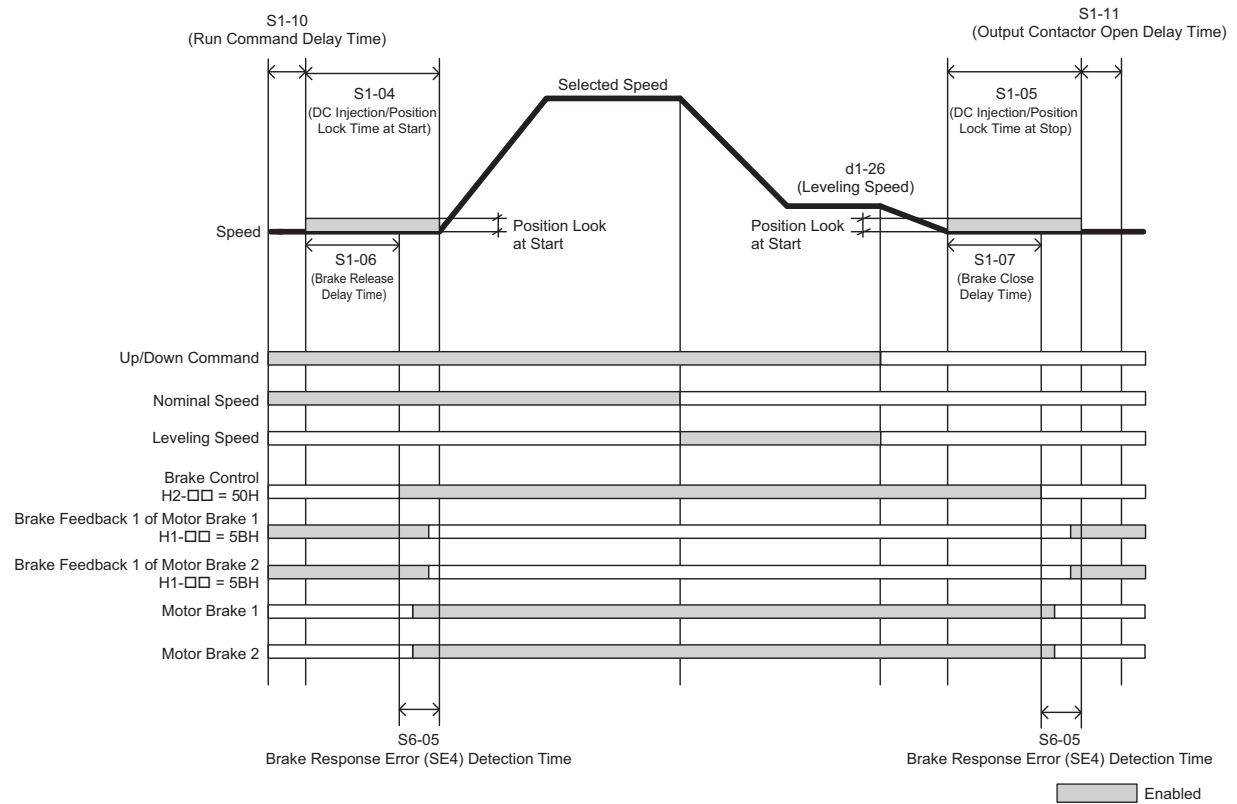 S1-10
(Run Command Delay Time)
S1-11
(Output Contactor Open Delay Time)
S1-04
(DC Injection/Position
Lock Time at Start)
Selected Speed
S1-05
(DC Injection/Position
Lock Time at Stop)
d1-26
(Leveling Speed)
Speed
Position Look
at Start
Position Look
at Start
S1-06
(Brake Release
Delay Time)
S1-07
(Brake Close
Delay Time)
Up/Down Command
Nominal Speed
Leveling Speed
Brake Control
H2-□□ = 50H
Brake Feedback 1 of Motor Brake 1
H1-□□ = 5BH
Brake Feedback 1 of Motor Brake 2
H1-□□ = 5BH
Motor Brake 1
Motor Brake 2
S6-05
Brake Response Error (SE4) Detection Time
S6-05
Brake Response Error (SE4) Detection Time
Enabled